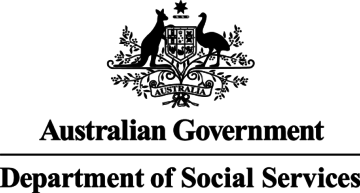 AUSTRALIA
Australian Government
Department of Social Services